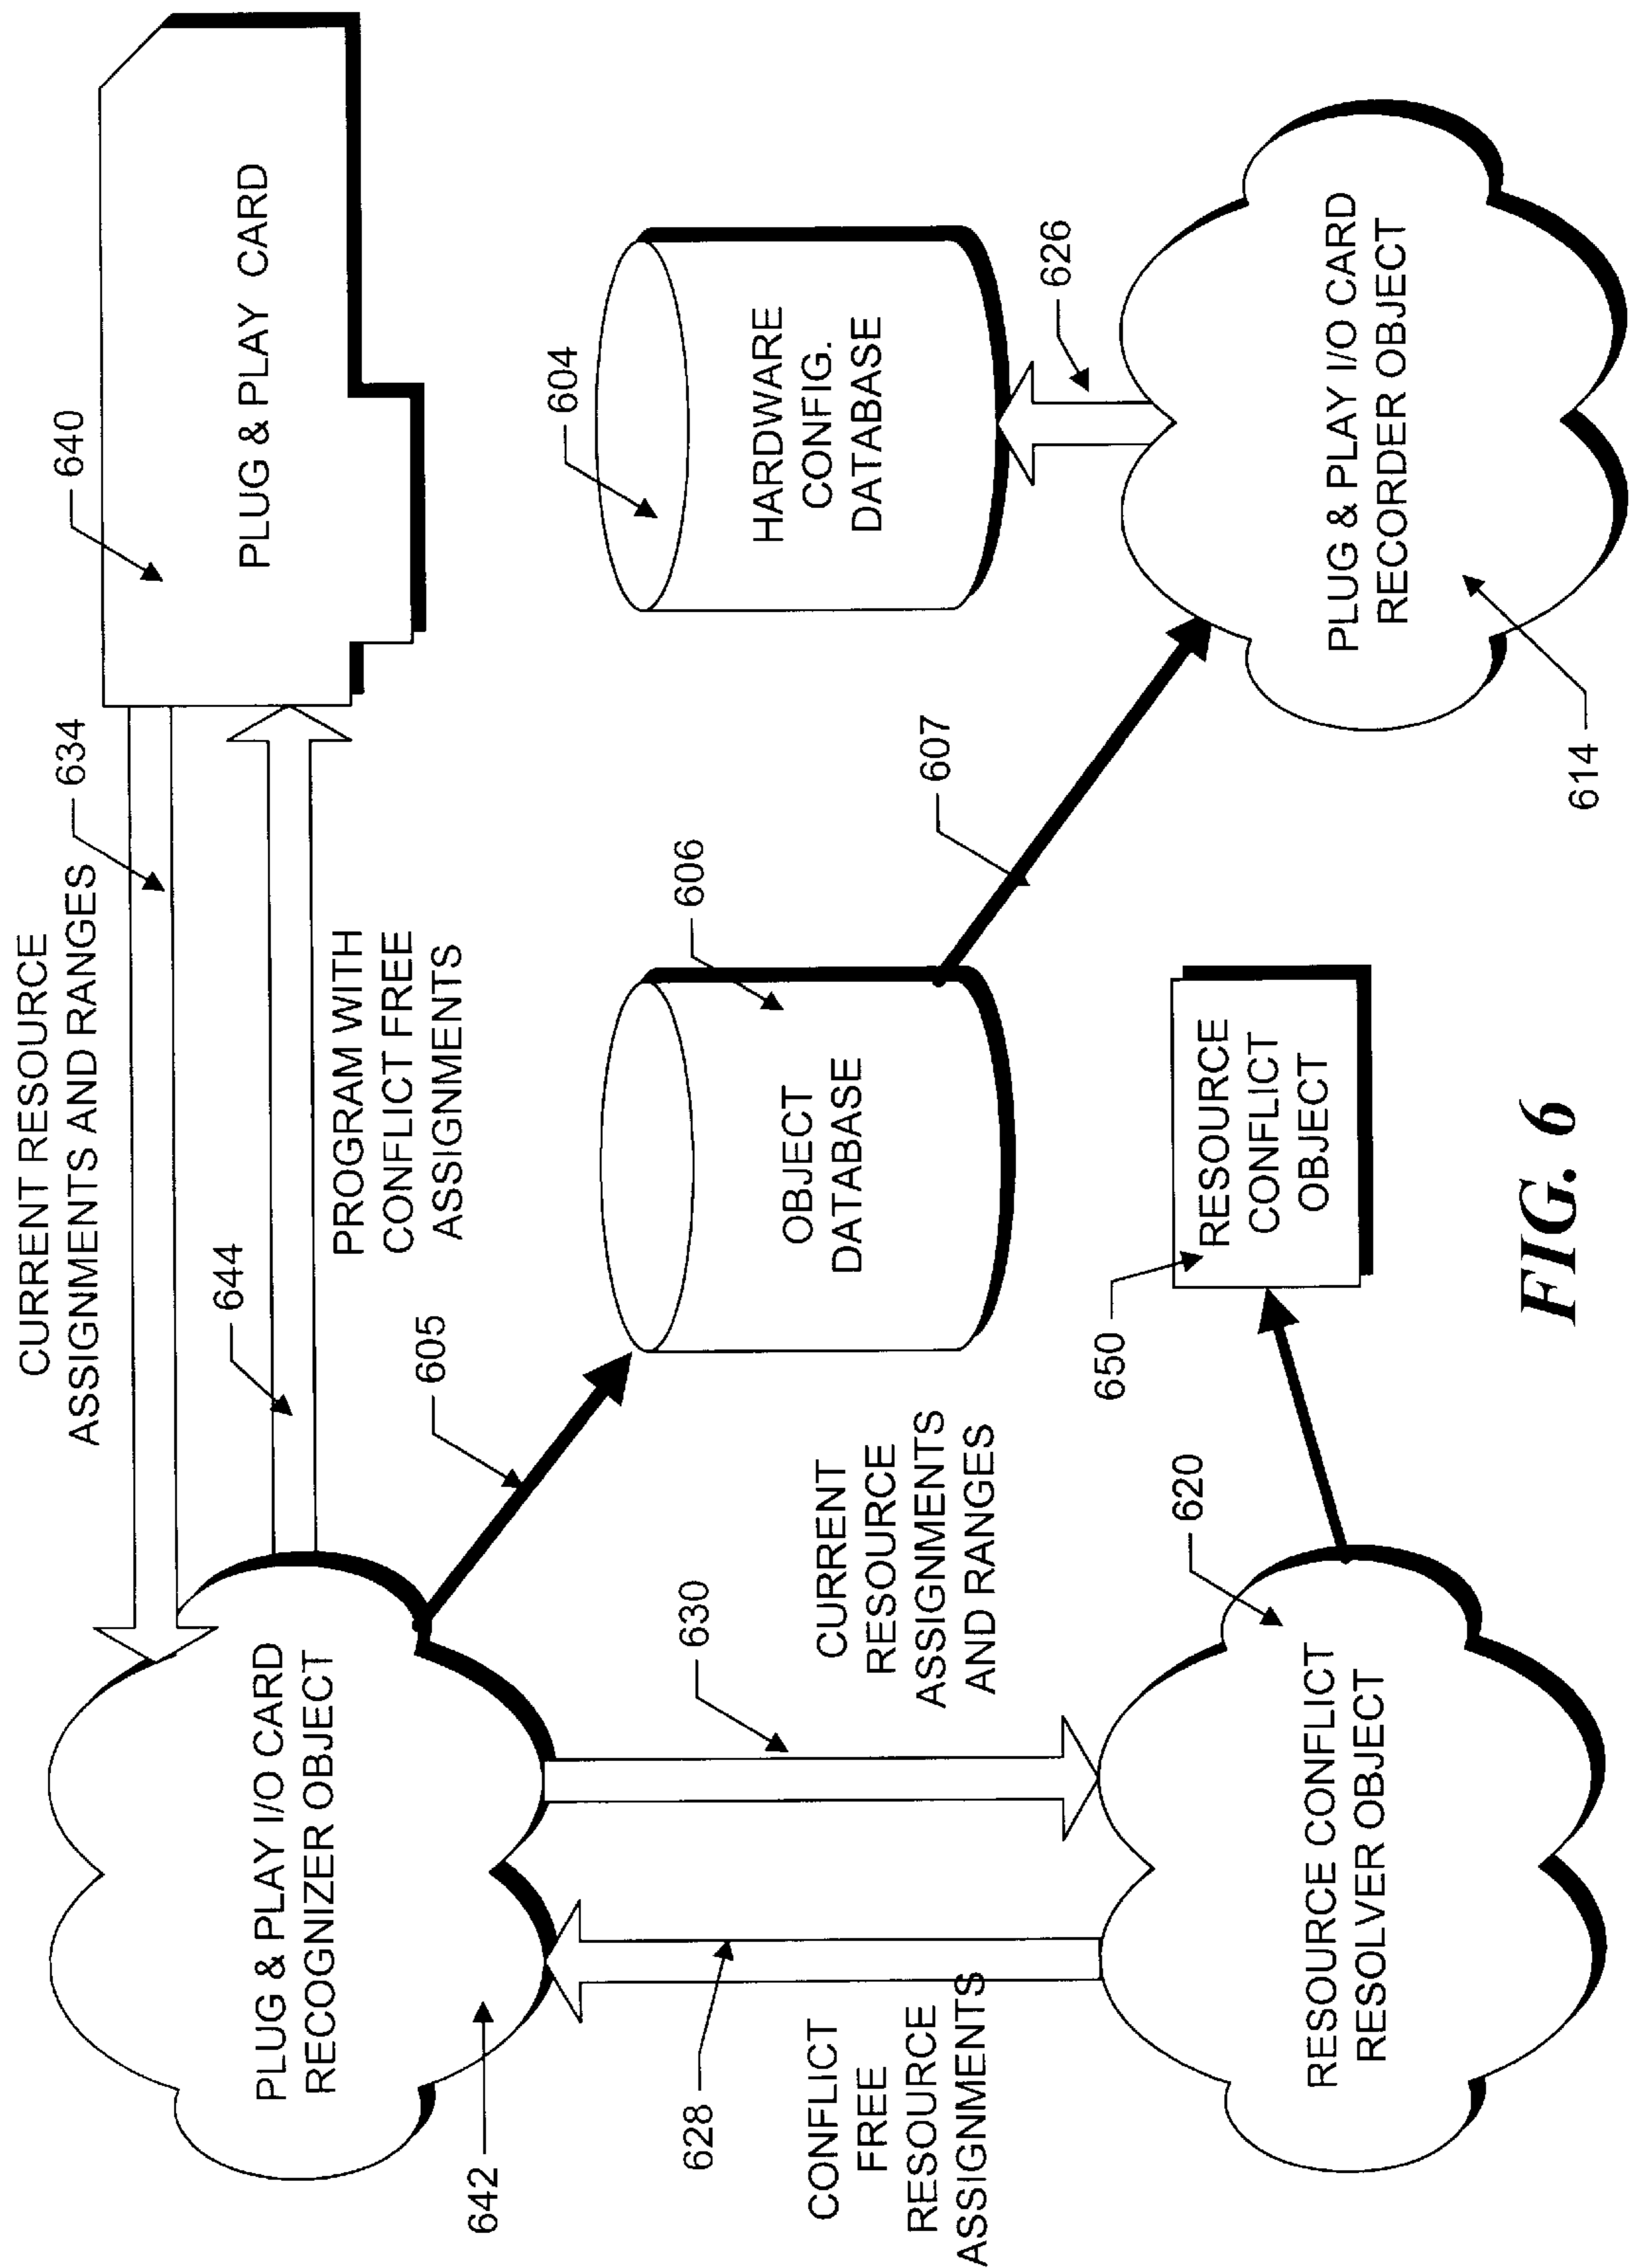 CURRENT RESOURCE
ASSIGNMENTS AND RANGES
634
640
PLUG & PLAY CARD
PLUG & PLAY I/O CARD
RECOGNIZER OBJECT
642
644
PROGRAM WITH
CONFLICT FREE
ASSIGNMENTS
605
606
OBJECT
DATABASE
604
HARDWARE
CONFIG.
DATABASE
628
CONFLICT
FREE
RESOURCE
ASSIGNMENTS
630
CURRENT
RESOURCE
ASSIGNMENTS
AND RANGES
607
626
620
RESOURCE CONFLICT
RESOLVER OBJECT
650
RESOURCE
CONFLICT
OBJECT
PLUG & PLAY I/O CARD
RECORDER OBJECT
614
FIG. 6